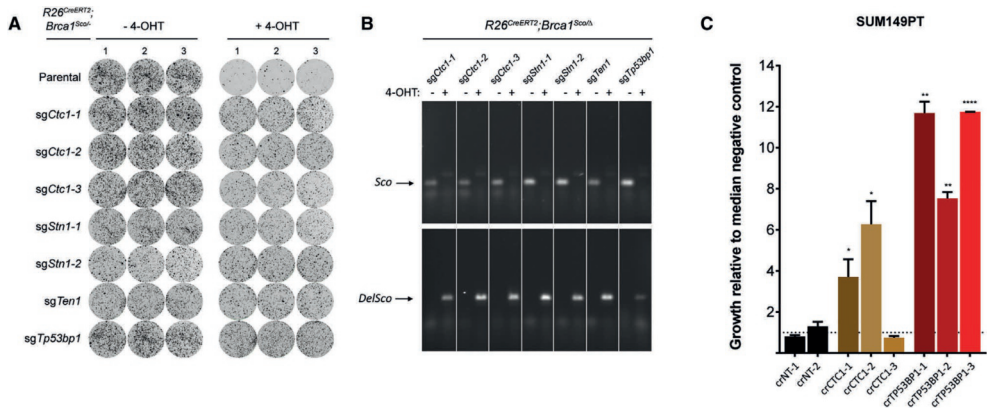 A
R26CreERT2;
Brca1Sco/-
- 4-OHT
+ 4-OHT
1 2 3
1 2 3
Parental
sgCtc1-1
sgCtc1-2
sgCtc1-3
sgStn1-1
sgStn1-2
sgTen1
sgTp53bp1
B
R26CreERT2;Brca1Sco/Δ
sgCtc1-1 sgCtc1-2 sgCtc1-3 sgStn1-1 sgStn1-2 sgTen1 sgTp53bp1
4-OHT: - + - + - + - + - + - + - +
Sco
DelSco
C
SUM149PT
Growth relative to median negative control
14
12
10
8
6
4
2
** **** ** * *
crNT-1 crNT-2 crCTC1-1 crCTC1-2 crCTC1-3 crTP53BP1-1 crTP53BP1-2 crTP53BP1-3